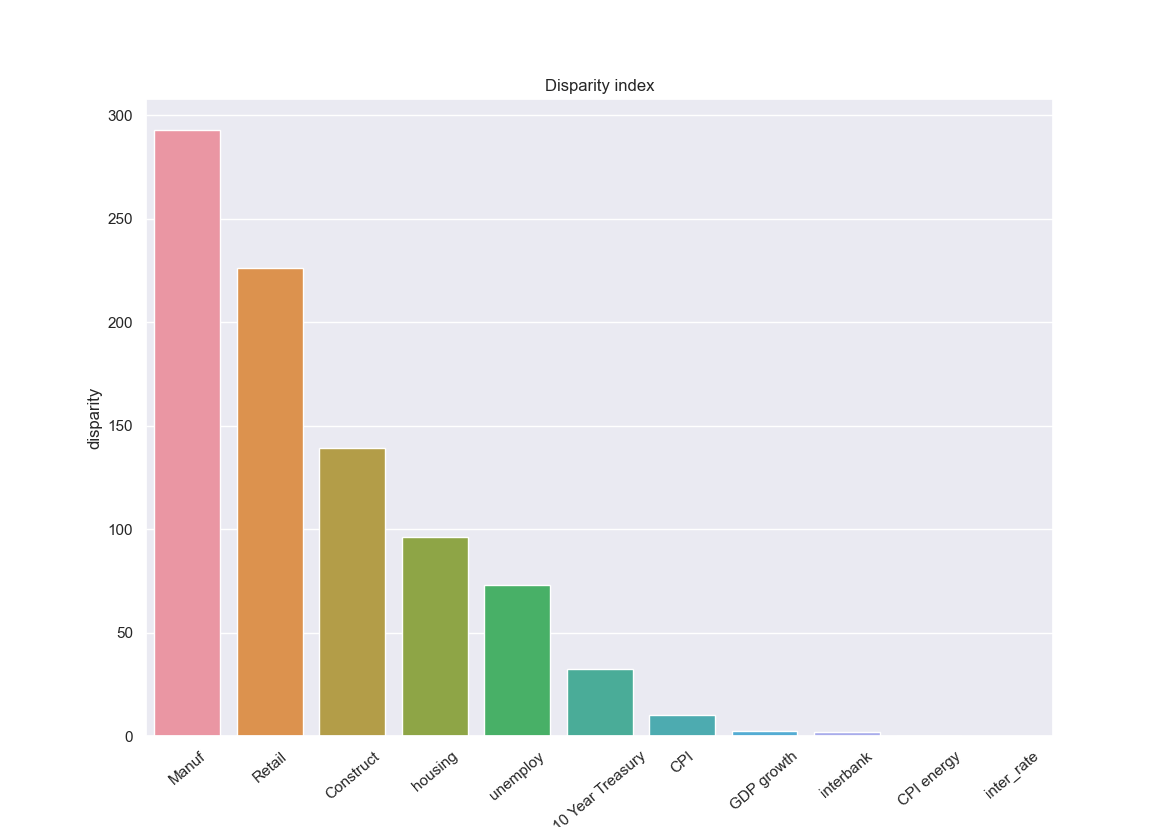 Disparity index
300
250
200
150
100
50
0
disparity
Manuf
Retail
Construct
housing
unemploy
10 Year Treasury
CPI
GDP growth
interbank
CPI energy
inter_rate